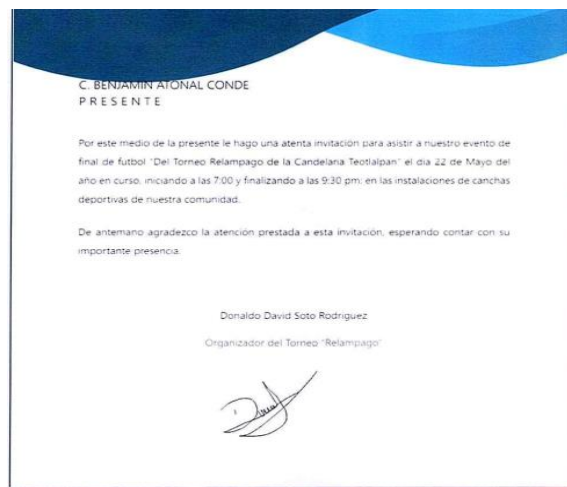 C. BENJAMIN ATONAL CONDE
P R E S E N T E
Por este medio de la presente le hago una atenta invitación para asistir a nuestro evento de
final de futbol "Del Torneo Relampago de la Candelaria Teotlalpan" el dia 22 de Mayo del
año en curso, iniciando a las 7:00 y finalizando a las 9:30 pm; en las instalaciones de canchas
deportivas de nuestra comunidad.
De antemano agradezco la atención prestada a esta invitación, esperando contar con su
importante presencia.
Donaldo David Soto Rodriguez
Organizador del Torneo "Relampago"